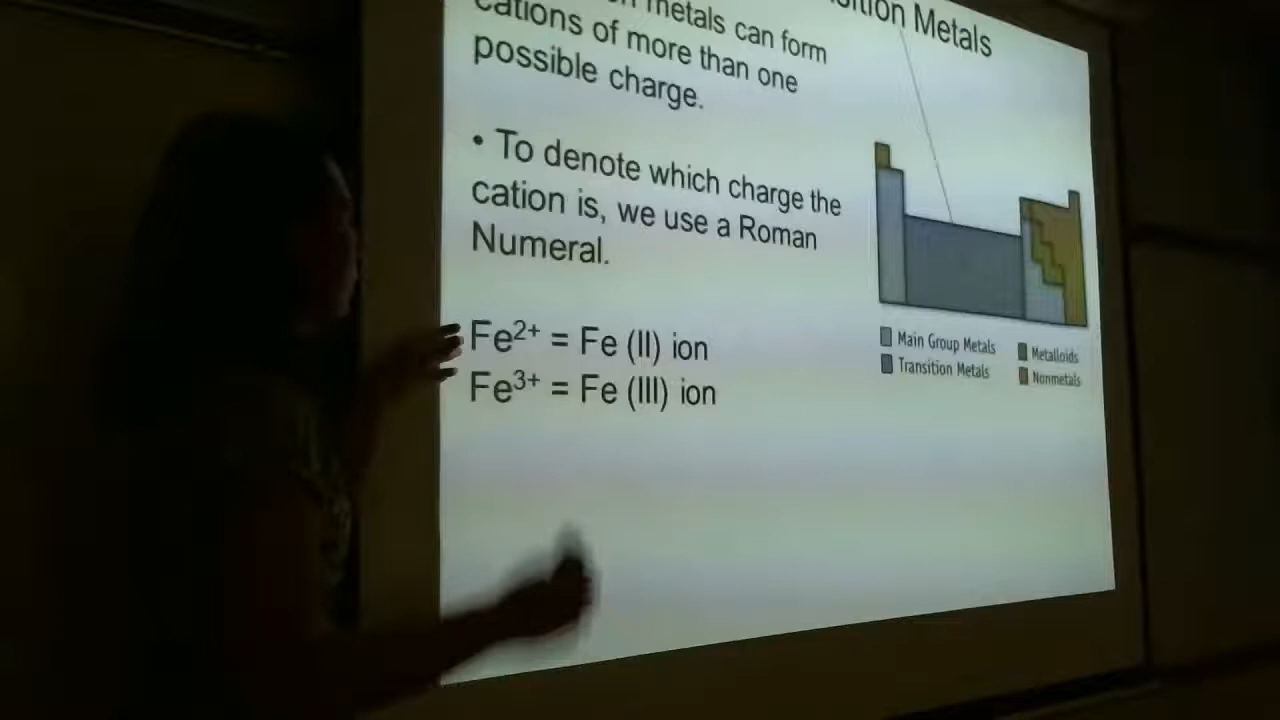 metals can form
cations of more than one
possible charge.
• To denote which charge the
cation is, we use a Roman
Numeral.
Fe²⁺ = Fe (II) ion
Fe³⁺ = Fe (III) ion
Metals
Main Group Metals
Transition Metals
Metalloids
Nonmetals